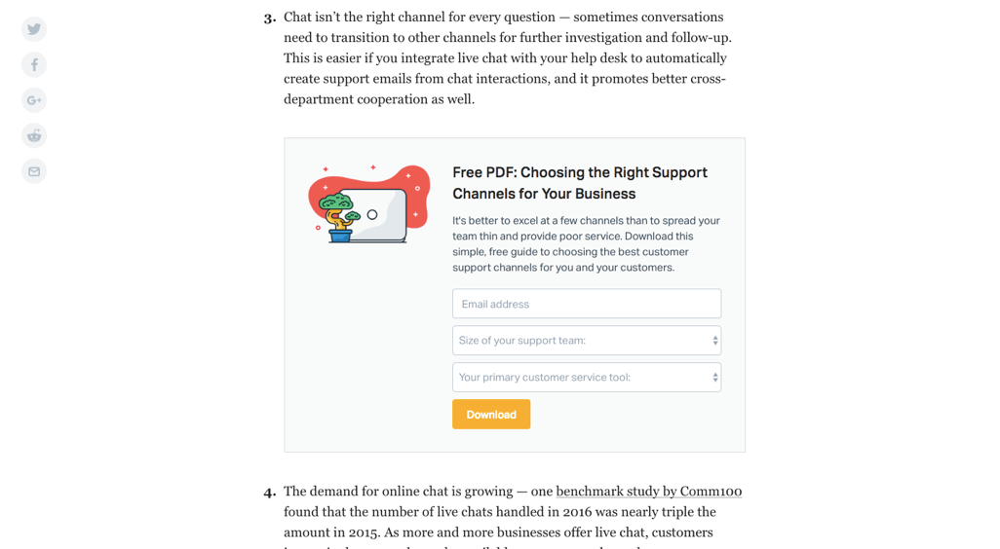 3. Chat isn’t the right channel for every question — sometimes conversations
need to transition to other channels for further investigation and follow-up.
This is easier if you integrate live chat with your help desk to automatically
create support emails from chat interactions, and it promotes better cross-
department cooperation as well.
G+
Free PDF: Choosing the Right Support
Channels for Your Business
It's better to excel at a few channels than to spread your
team thin and provide poor service. Download this
simple, free guide to choosing the best customer
support channels for you and your customers.
Email address
Size of your support team:
Your primary customer service tool:
Download
4. The demand for online chat is growing — one benchmark study by Comm100
found that the number of live chats handled in 2016 was nearly triple the
amount in 2015. As more and more businesses offer live chat, customers